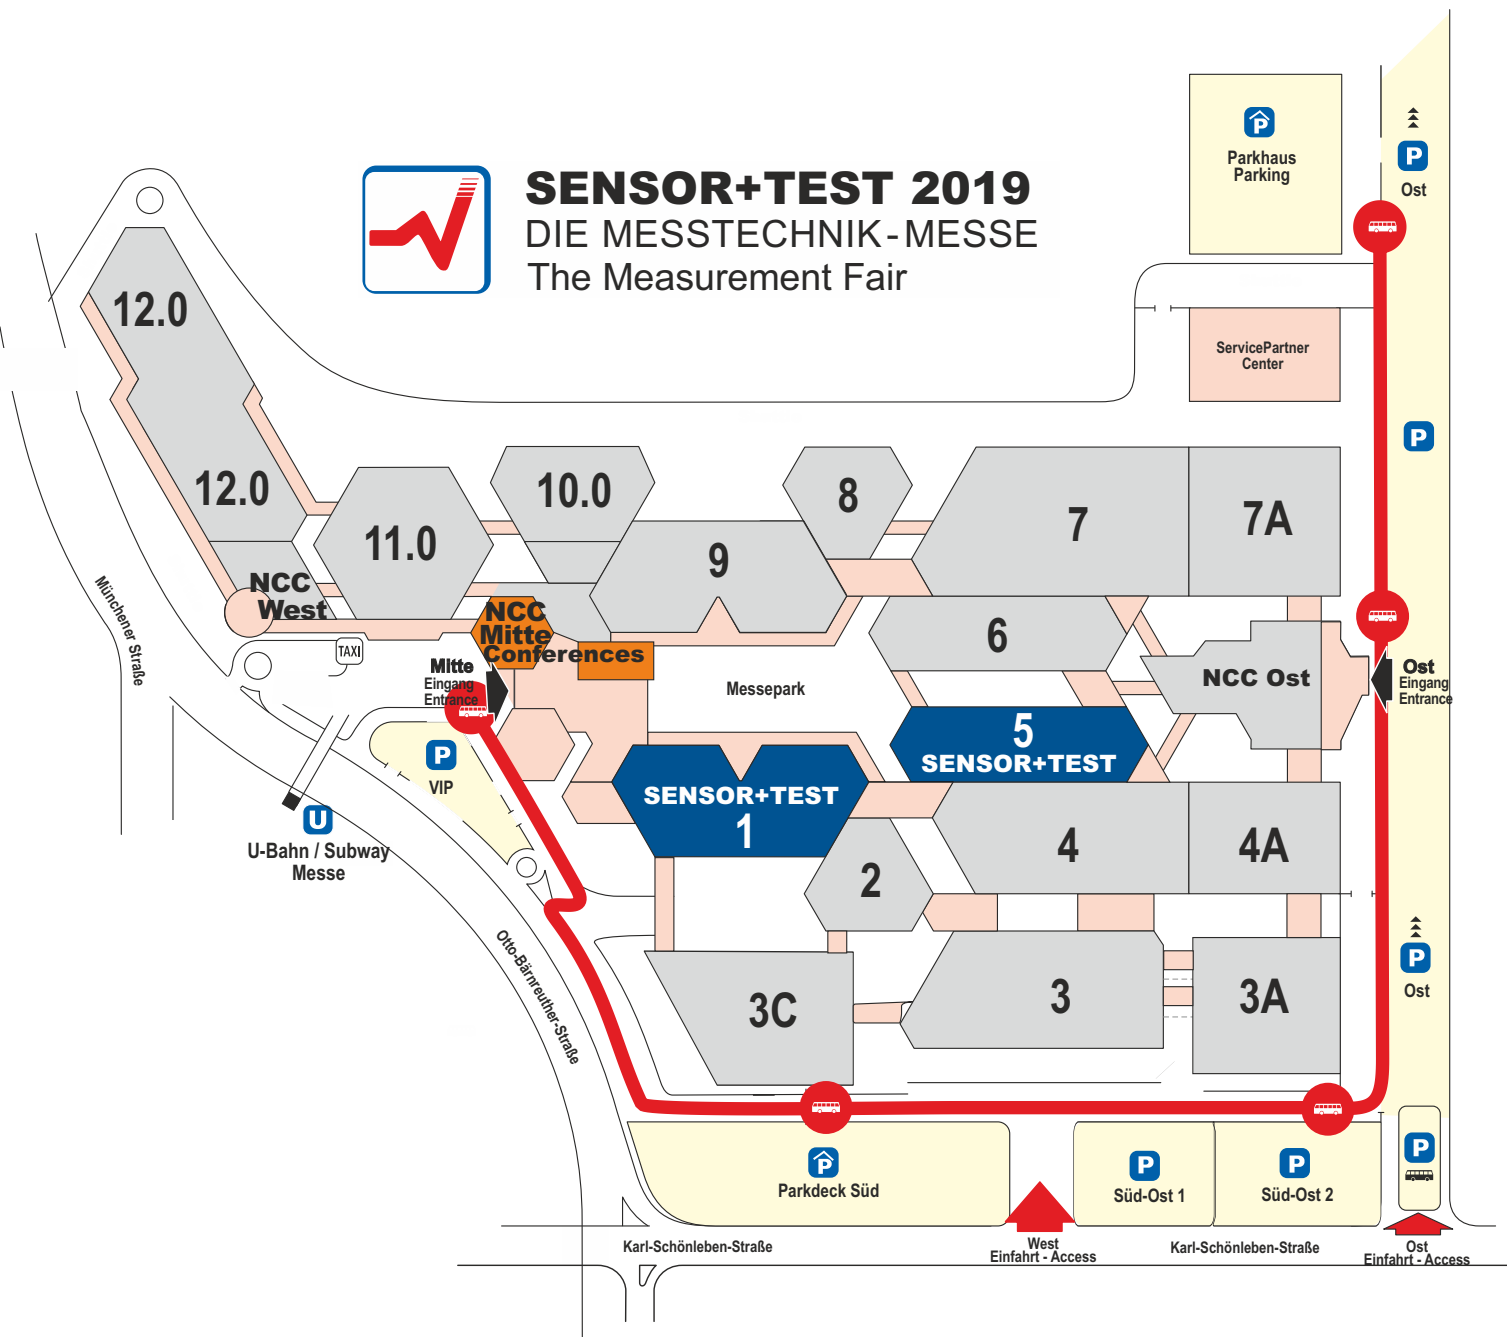 SENSOR+TEST 2019
DIE MESSTECHNIK-MESSE
The Measurement Fair
P
Parkhaus
Parking
P
Ost
ServicePartner
Center
P
12.0
12.0
11.0
10.0
9
8
7
7A
NCC
West
NCC
Mitte
Conferences
6
NCC Ost
Ost
Eingang
Entrance
TAXI
Mitte
Eingang
Entrance
Messepark
5
SENSOR+TEST
SENSOR+TEST
1
P
VIP
U
U-Bahn / Subway
Messe
Münchener Straße
Otto-Bärnreuther-Straße
2
4
4A
3C
3
3A
P
Ost
P
Parkdeck Süd
P
Süd-Ost 1
P
Süd-Ost 2
P
Karl-Schönleben-Straße
West
Einfahrt - Access
Karl-Schönleben-Straße
Ost
Einfahrt - Access